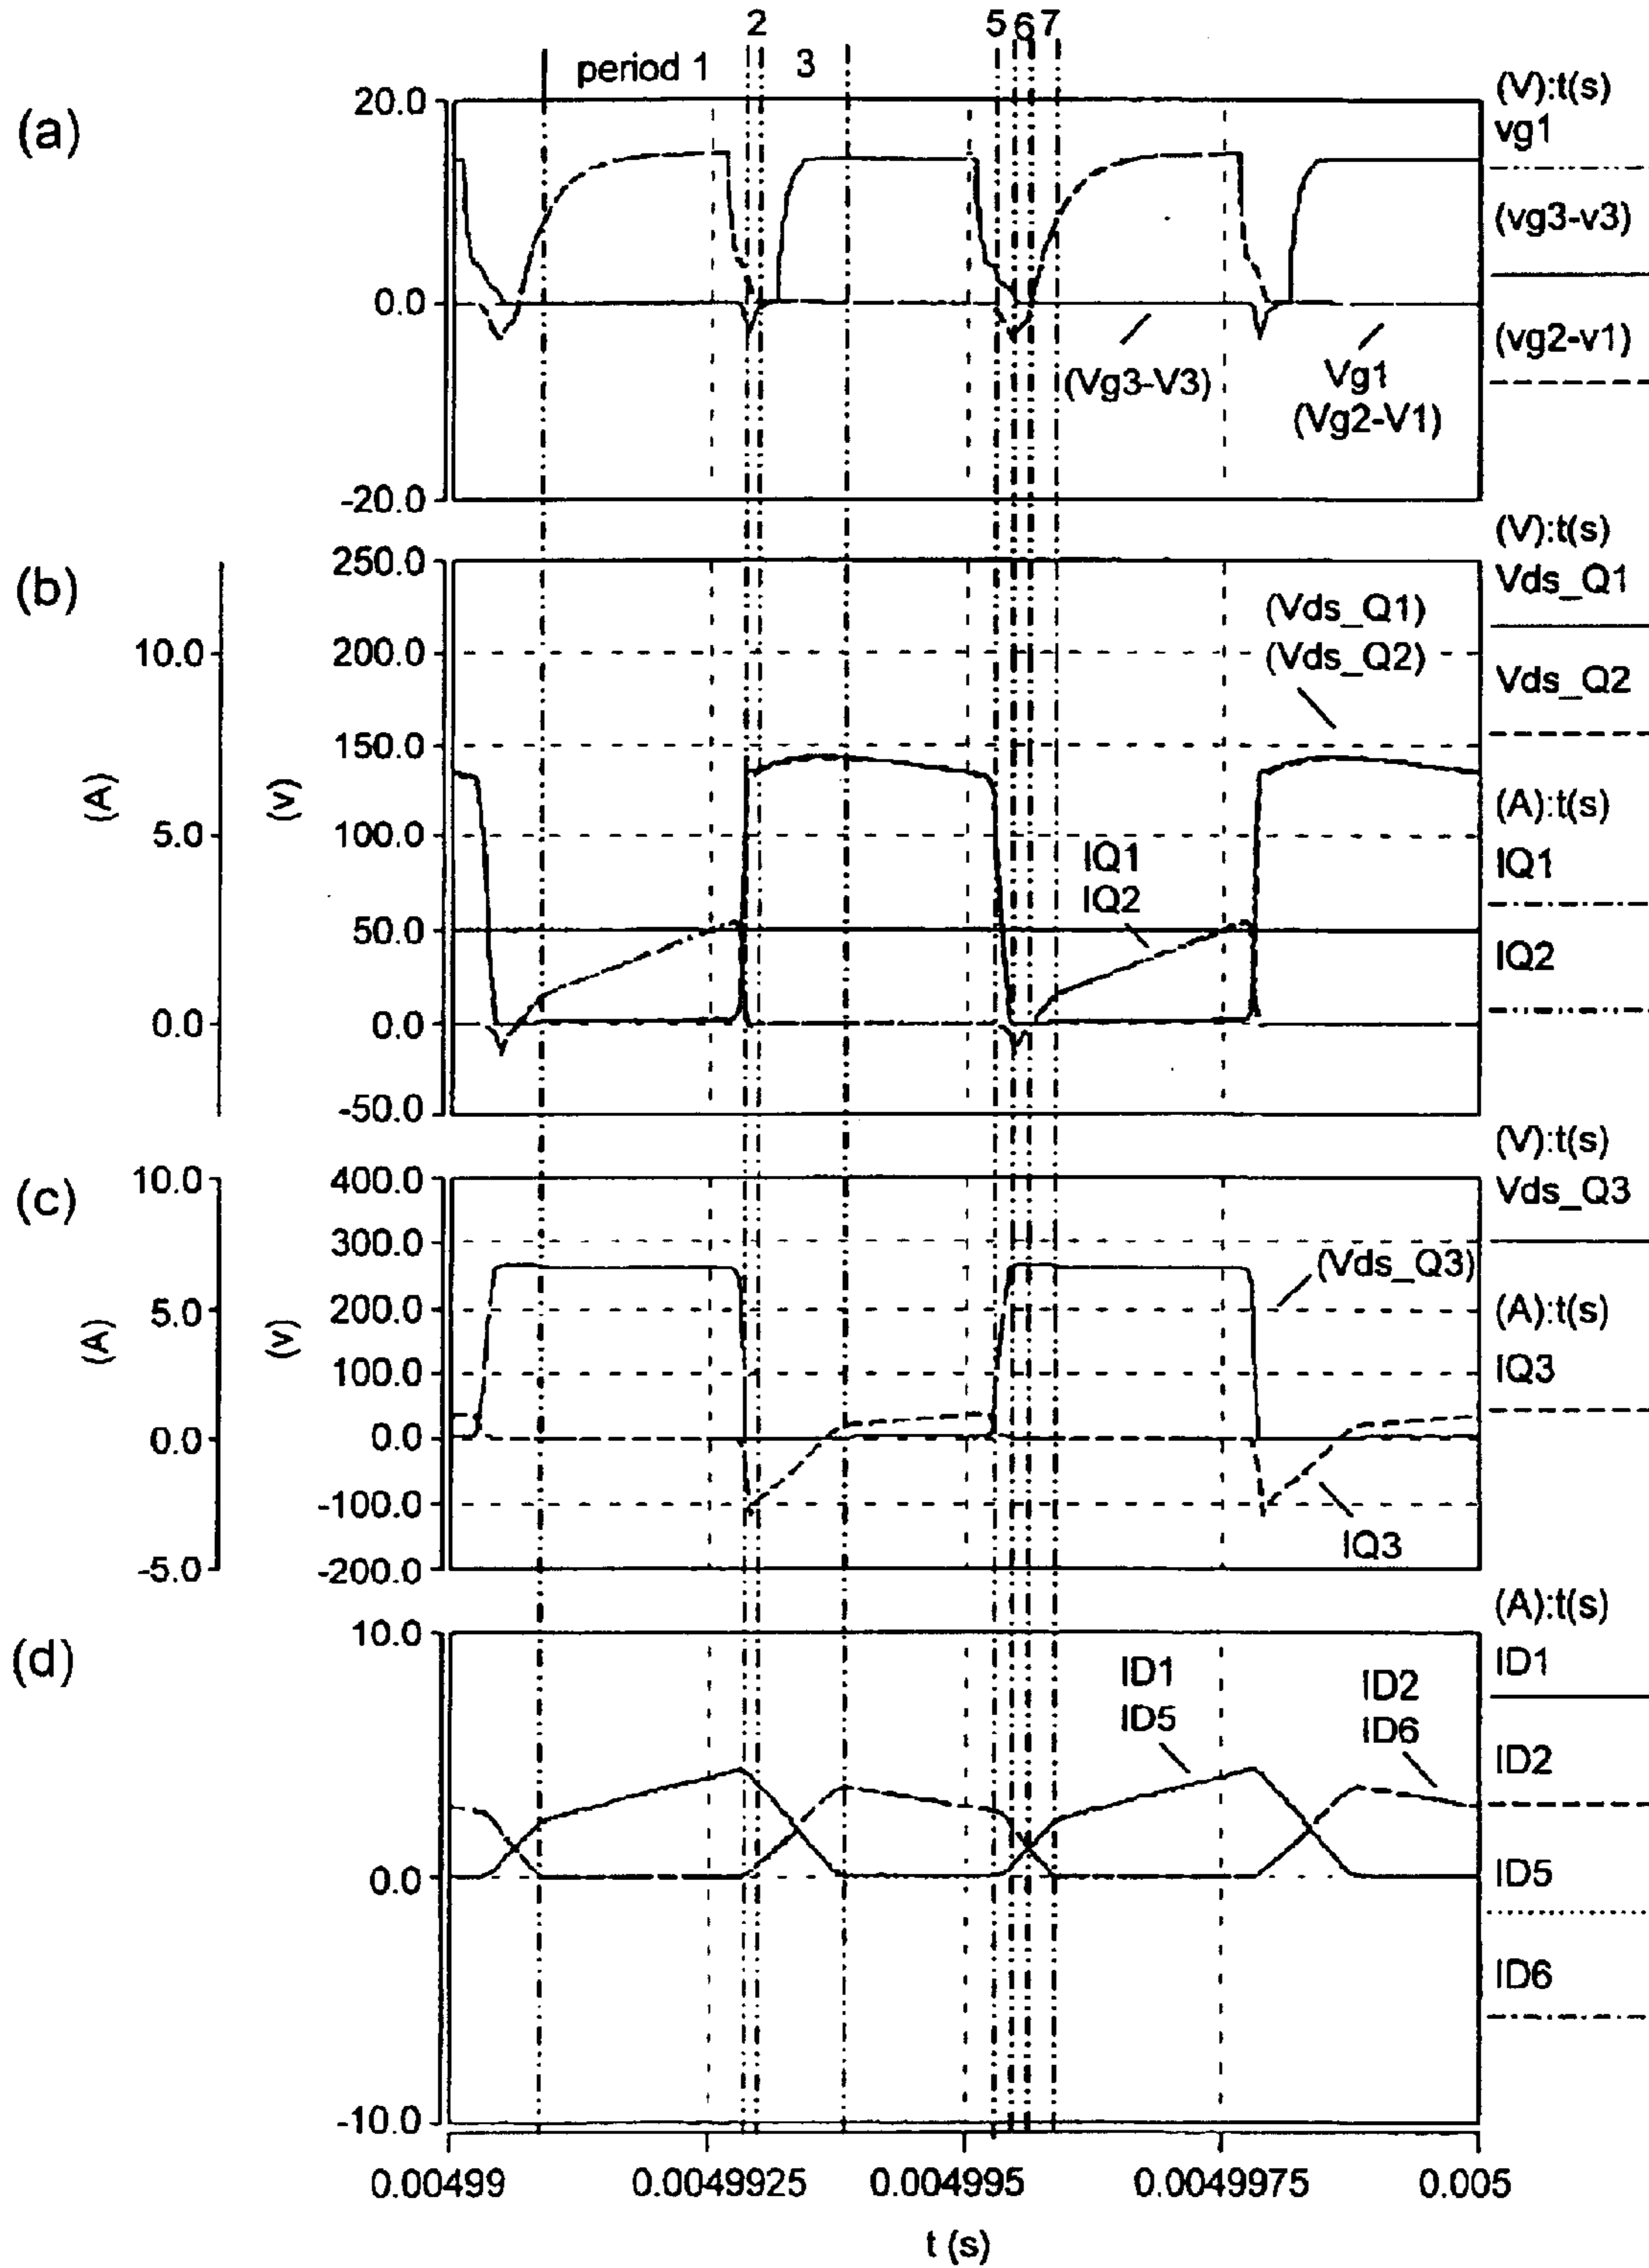 2
5 6 7
period 1
3
(a)
20.0
0.0
-20.0
(V):t(s)
vg1
(vg3-v3)
(vg2-v1)
(Vg3-V3)
Vg1
(Vg2-V1)
(b)
10.0
5.0
0.0
(A)
(v)
250.0
200.0
150.0
100.0
50.0
0.0
-50.0
(Vds_Q1)
(Vds_Q2)
IQ1
IQ2
(V):t(s)
Vds_Q1
Vds_Q2
(A):t(s)
IQ1
IQ2
(c)
10.0
5.0
0.0
-5.0
(A)
(v)
400.0
300.0
200.0
100.0
0.0
-100.0
-200.0
(Vds_Q3)
IQ3
(V):t(s)
Vds_Q3
(A):t(s)
IQ3
(d)
10.0
0.0
-10.0
ID1
ID5
ID2
ID6
(A):t(s)
ID1
ID2
ID5
ID6
0.00499
0.0049925
0.004995
0.0049975
0.005
t (s)